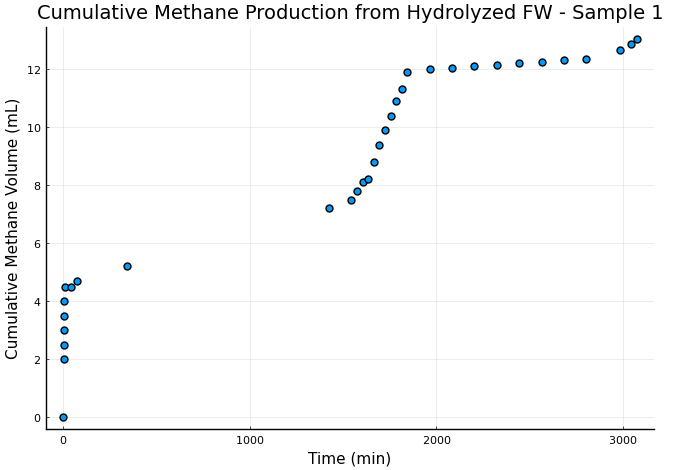 Cumulative Methane Production from Hydrolyzed FW - Sample 1
Cumulative Methane Volume (mL)
12
10
8
6
4
2
0
0 1000 2000 3000
Time (min)